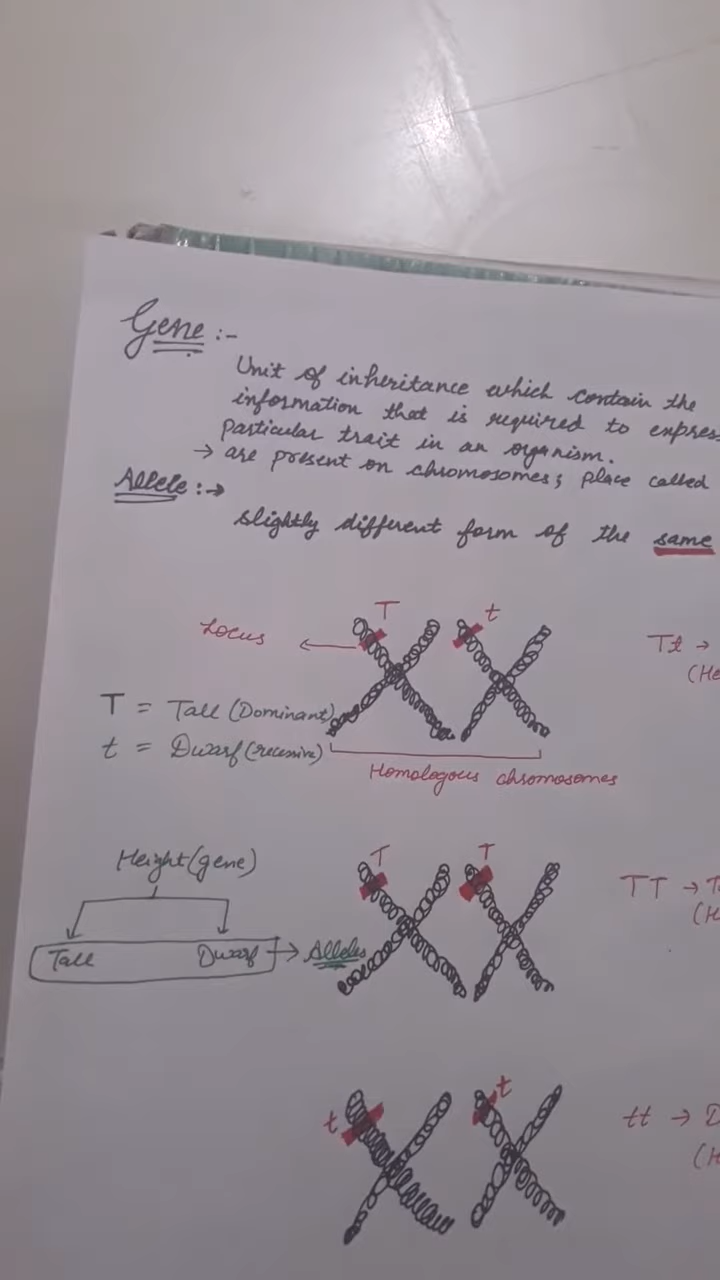 Gene :-
Unit of inheritance which contain the
information that is required to express
particular trait in an organism.
→ are present on chromosomes; place called
Allele :→
slightly different form of the same
T t
Locus
Tt →
(He
T = Tall (Dominant)
t = Dwarf (recessive)
Homologous chromosomes
Height (gene)
T T
TT → T
(H
Tall Dwarf → Alleles
t t
tt → D
(H